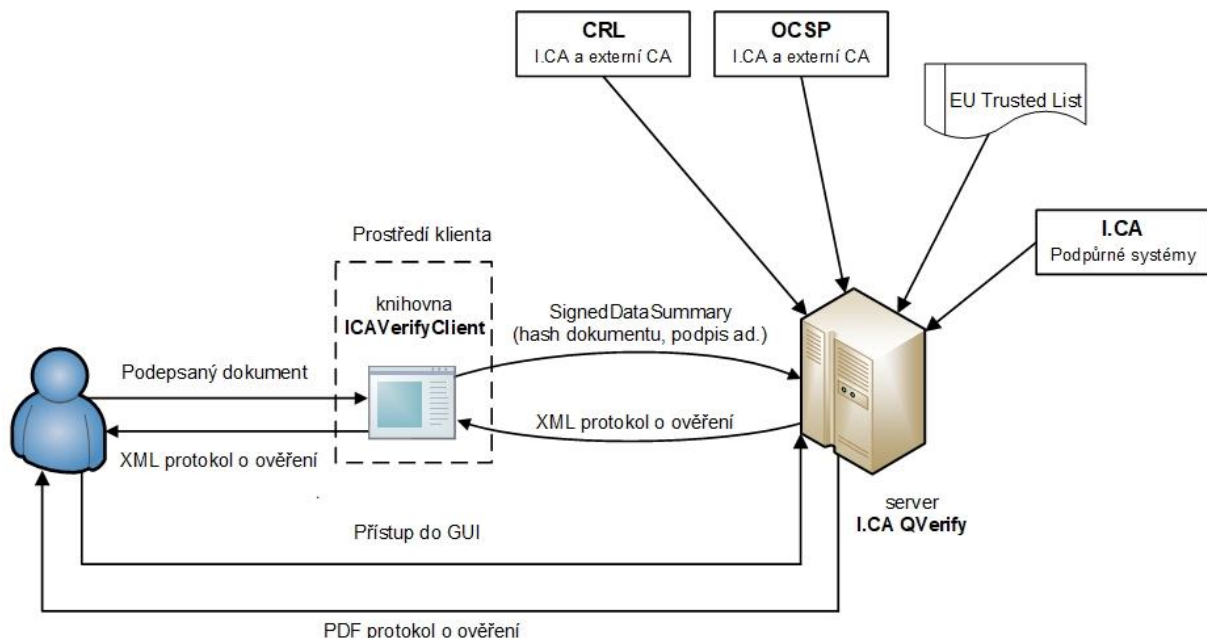 CRL
I.CA a externí CA
OCSP
I.CA a externí CA
EU Trusted List
I.CA
Podpůrné systémy
Prostředí klienta
knihovna
ICAVerifyClient
SignedDataSummary
(hash dokumentu, podpis ad.)
Podepsaný dokument
XML protokol o ověření
XML protokol o ověření
server
I.CA QVerify
Přístup do GUI
PDF protokol o ověření